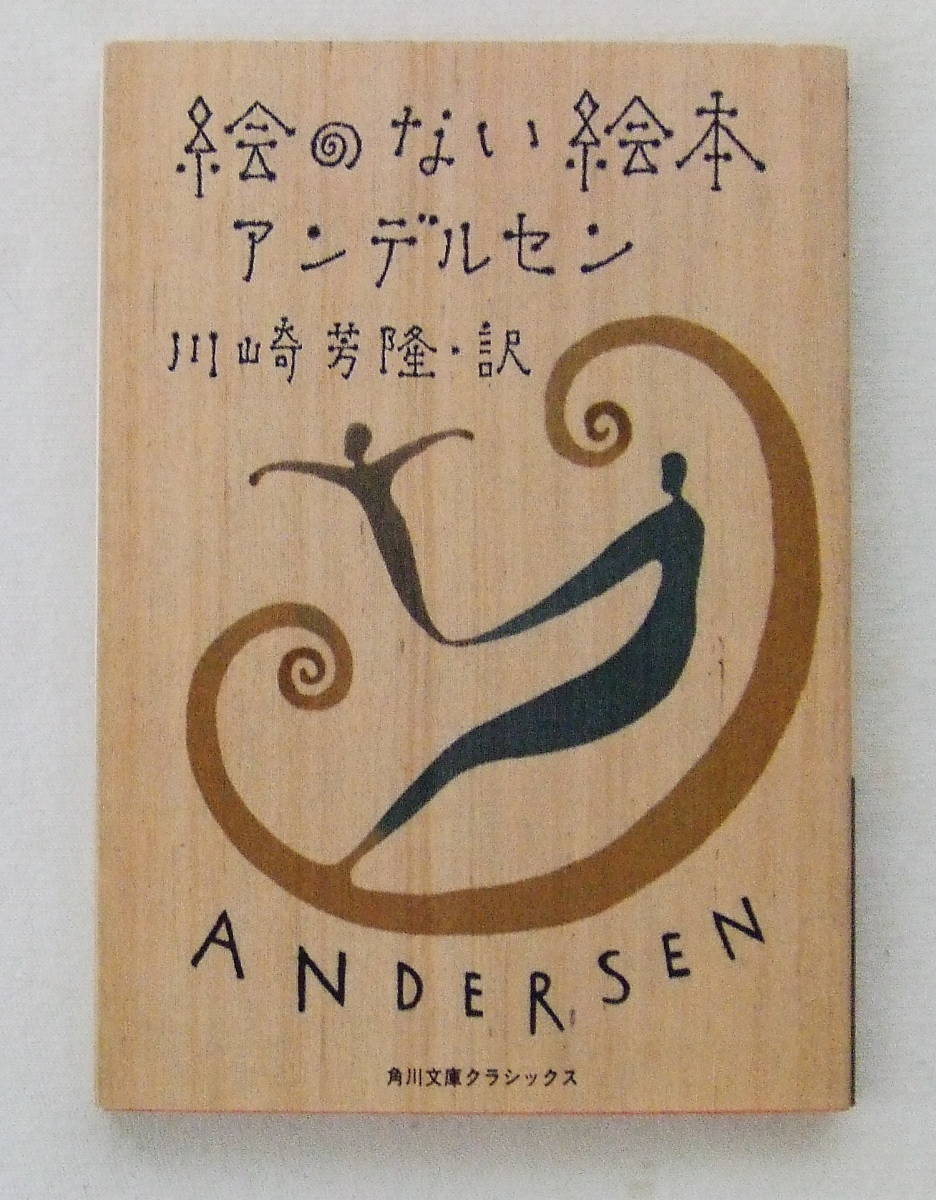 絵のない絵本
アンデルセン
川崎芳隆・訳
ANDERSEN
角川文庫クラシックス